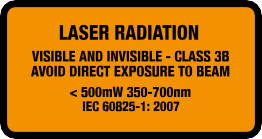 LASER RADIATION
VISIBLE AND INVISIBLE - CLASS 3B
AVOID DIRECT EXPOSURE TO BEAM
< 500mW 350-700nm
IEC 60825-1: 2007